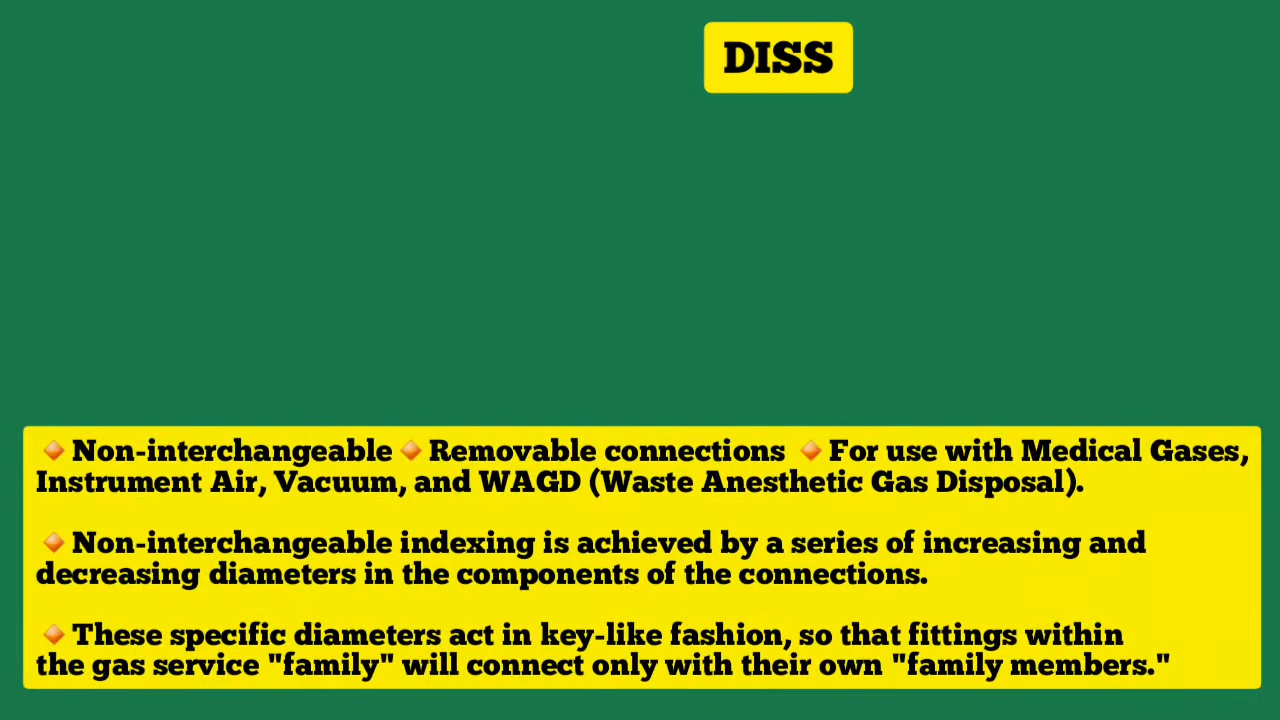 DISS
🔸Non-interchangeable🔸Removable connections 🔸For use with Medical Gases,
Instrument Air, Vacuum, and WAGD (Waste Anesthetic Gas Disposal).
🔸Non-interchangeable indexing is achieved by a series of increasing and
decreasing diameters in the components of the connections.
🔸These specific diameters act in key-like fashion, so that fittings within
the gas service "family" will connect only with their own "family members."